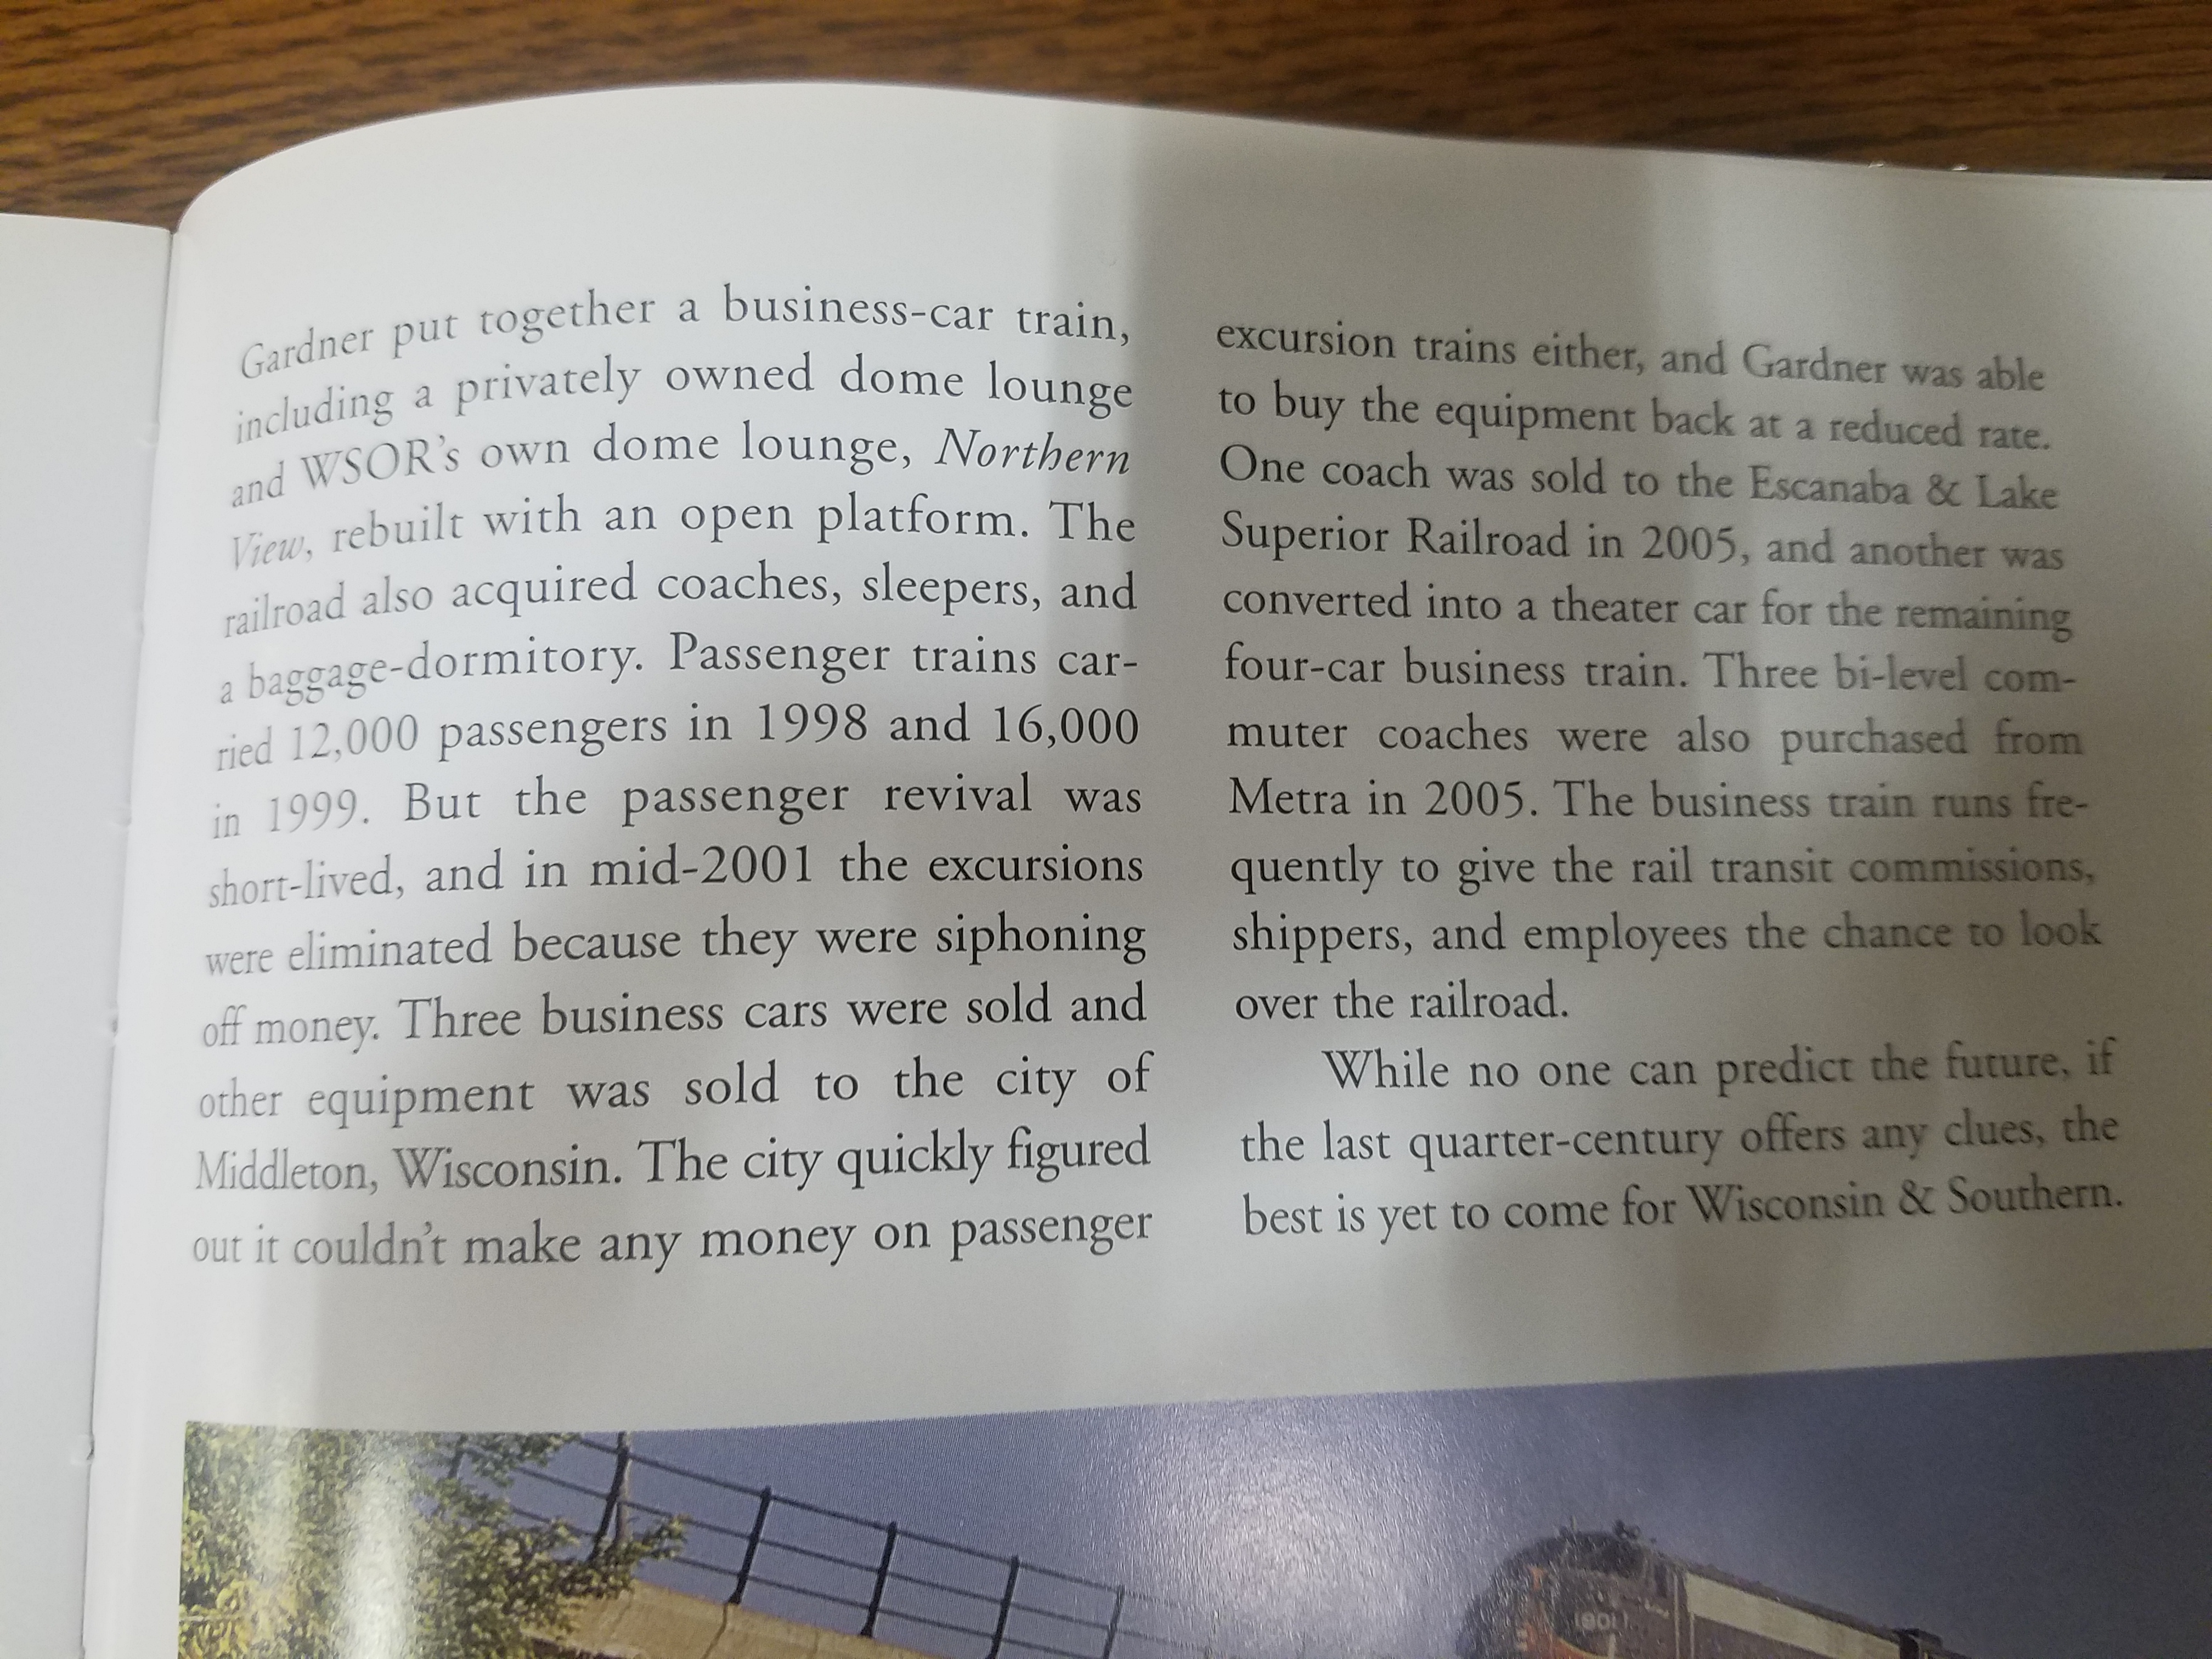 Gardner put together a business-car train,
including a privately owned dome lounge
and WSOR's own dome lounge, Northern
View, rebuilt with an open platform. The
railroad also acquired coaches, sleepers, and
a baggage-dormitory. Passenger trains car-
ried 12,000 passengers in 1998 and 16,000
in 1999. But the passenger revival was
short-lived, and in mid-2001 the excursions
were eliminated because they were siphoning
off money. Three business cars were sold and
other equipment was sold to the city of
Middleton, Wisconsin. The city quickly figured
out it couldn't make any money on passenger
excursion trains either, and Gardner was able
to buy the equipment back at a reduced rate.
One coach was sold to the Escanaba & Lake
Superior Railroad in 2005, and another was
converted into a theater car for the remaining
four-car business train. Three bi-level com-
muter coaches were also purchased from
Metra in 2005. The business train runs fre-
quently to give the rail transit commissions,
shippers, and employees the chance to look
over the railroad.
While no one can predict the future, if
the last quarter-century offers any clues, the
best is yet to come for Wisconsin & Southern.